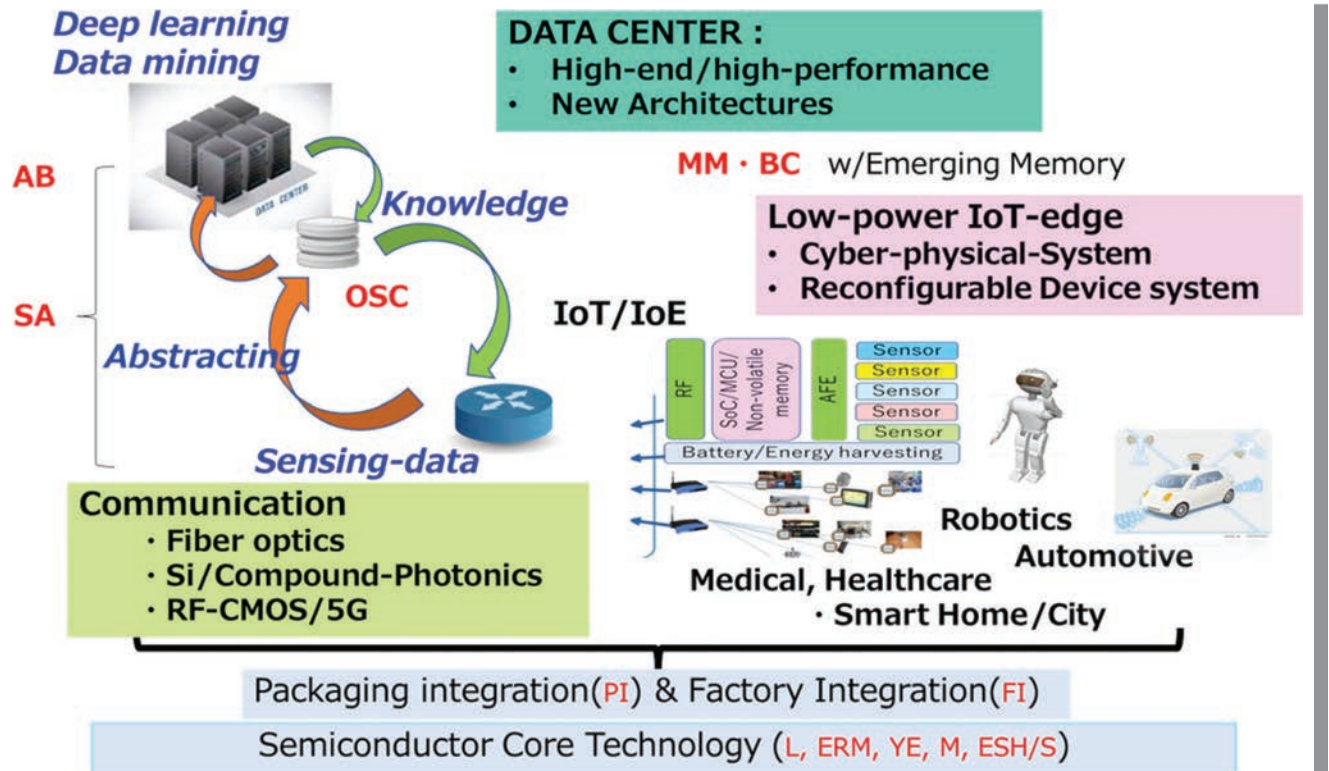 Deep learning
Data mining
DATA CENTER :
• High-end/high-performance
• New Architectures
AB
DATA CENTER
Knowledge
MM・BC w/Emerging Memory
Low-power IoT-edge
• Cyber-physical-System
• Reconfigurable Device system
SA
OSC
Abstracting
Sensing-data
IoT/IoE
RF
SoC/MCU/
Non-volatile
memory
AFE
Sensor
Sensor
Sensor
Sensor
Sensor
Battery/Energy harvesting
Communication
・Fiber optics
・Si/Compound-Photonics
・RF-CMOS/5G
Robotics
Automotive
Medical, Healthcare
・Smart Home/City
Packaging integration(PI) & Factory Integration(FI)
Semiconductor Core Technology (L, ERM, YE, M, ESH/S)